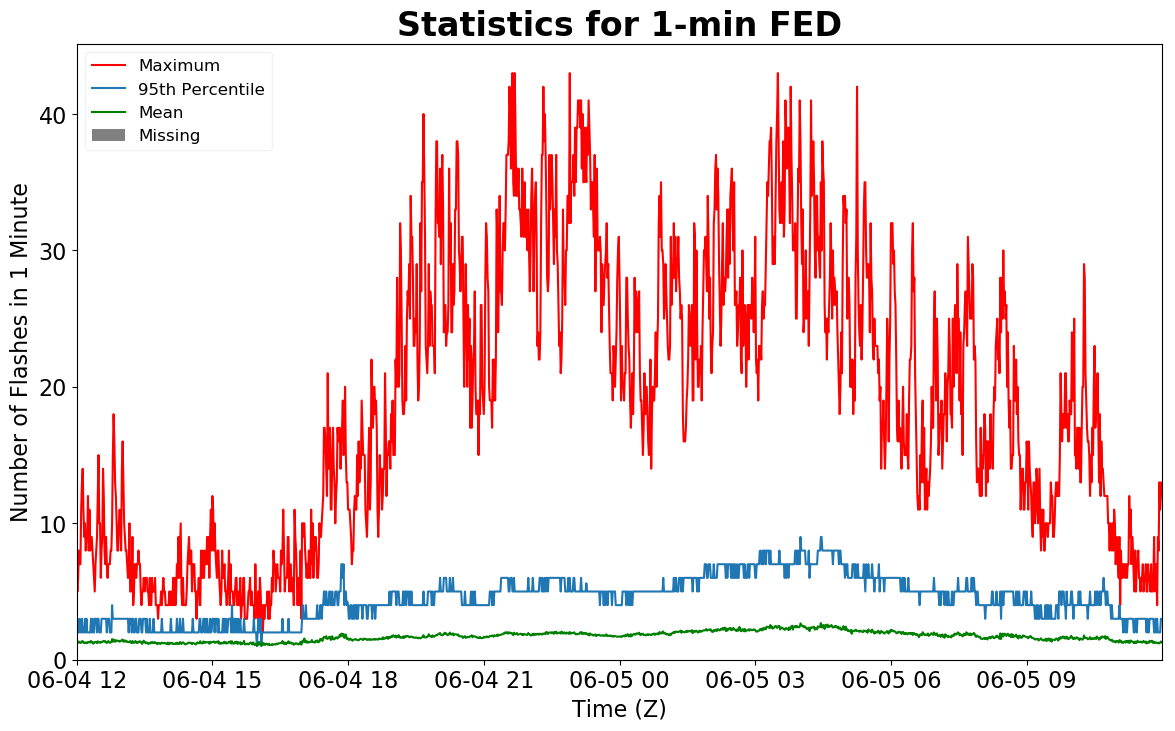 Statistics for 1-min FED
Maximum
95th Percentile
Mean
Missing
Number of Flashes in 1 Minute
40
30
20
10
0
06-04 12 06-04 15 06-04 18 06-04 21 06-05 00 06-05 03 06-05 06 06-05 09
Time (Z)